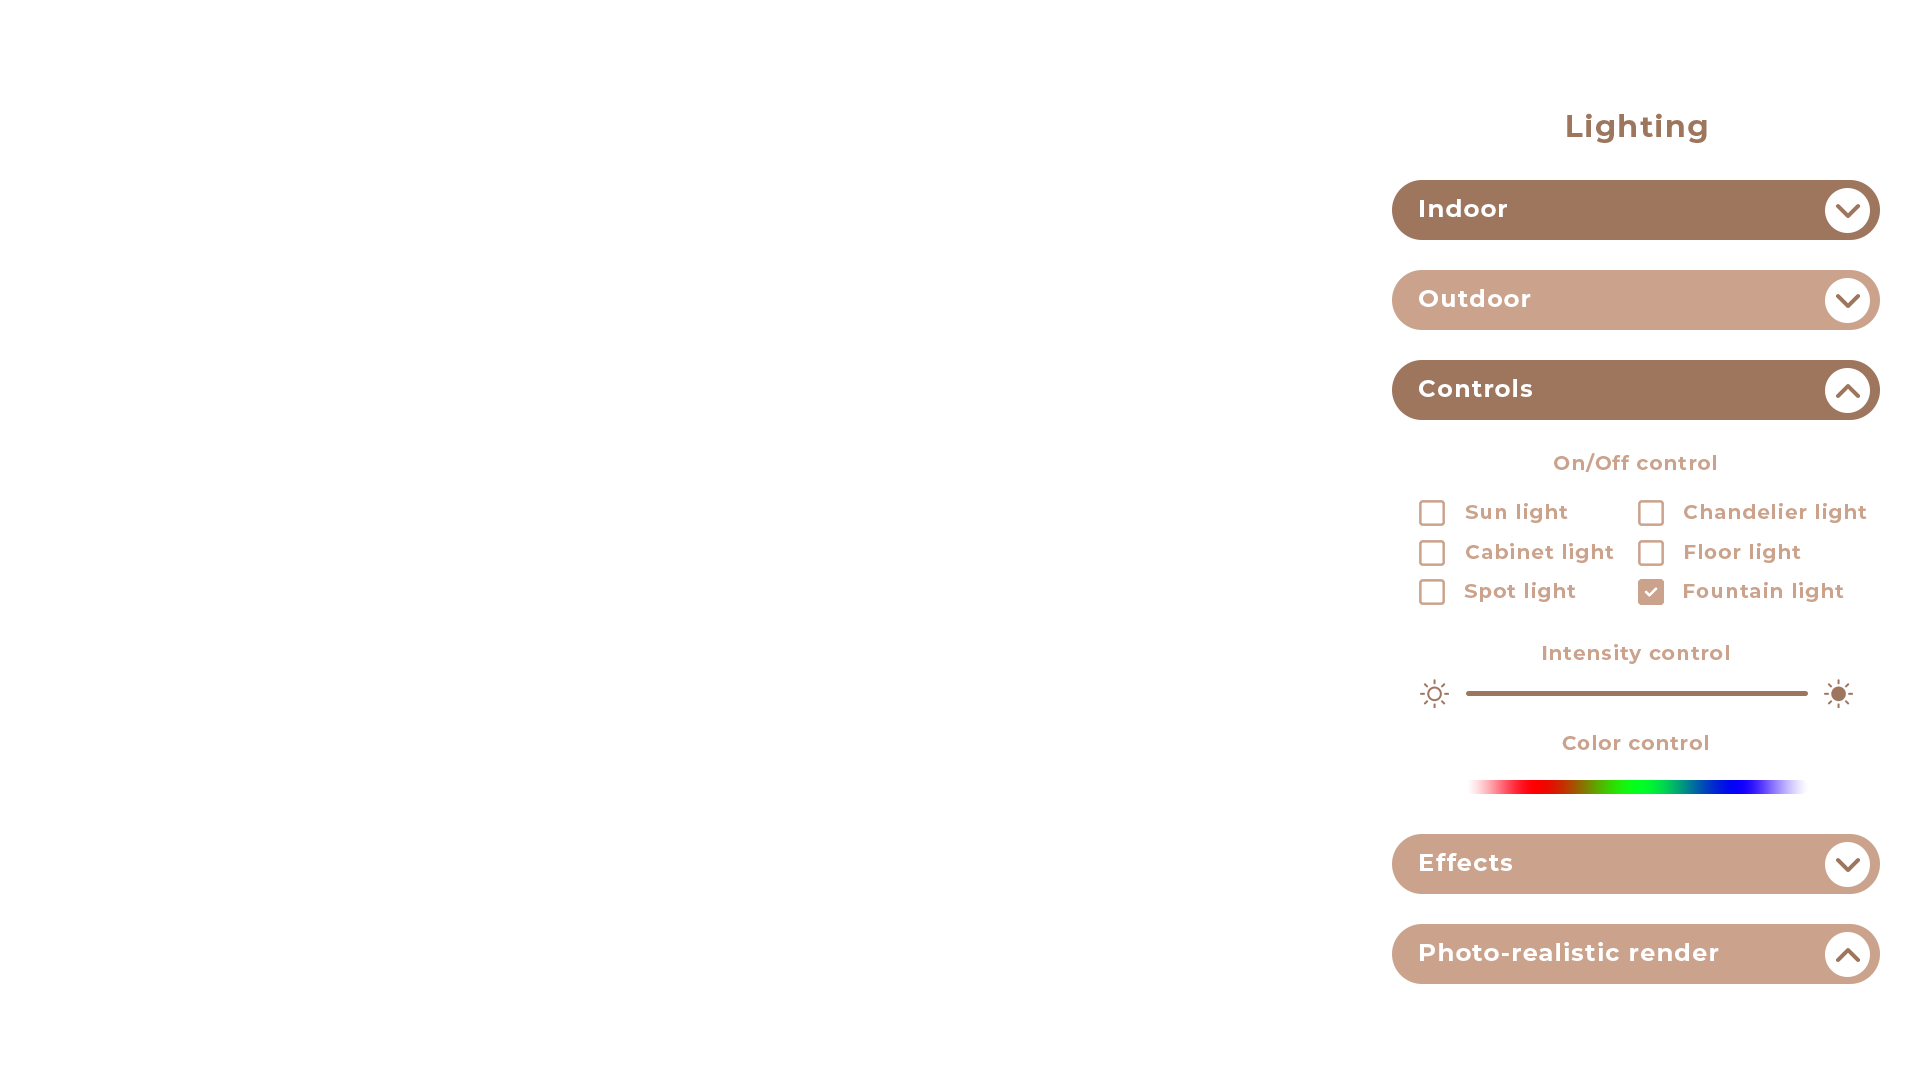 Lighting
Indoor
Outdoor
Controls
On/Off control
Sun light
Chandelier light
Cabinet light
Floor light
Spot light
Fountain light
Intensity control
Color control
Effects
Photo-realistic render